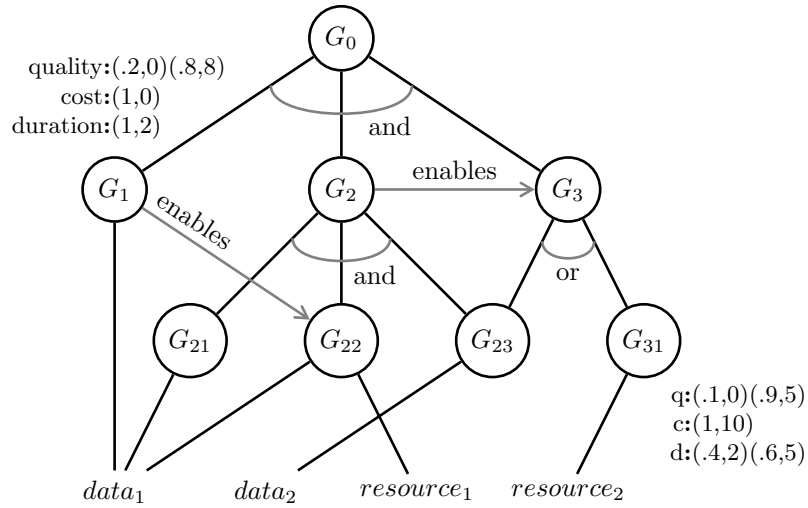 G₀
quality:(.2,0)(.8,8)
cost:(1,0)
duration:(1,2)
and
G₁
G₂
enables
G₃
enables
and
or
G₂₁
G₂₂
G₂₃
G₃₁
q:(.1,0)(.9,5)
c:(1,10)
d:(.4,2)(.6,5)
data₁
data₂
resource₁
resource₂